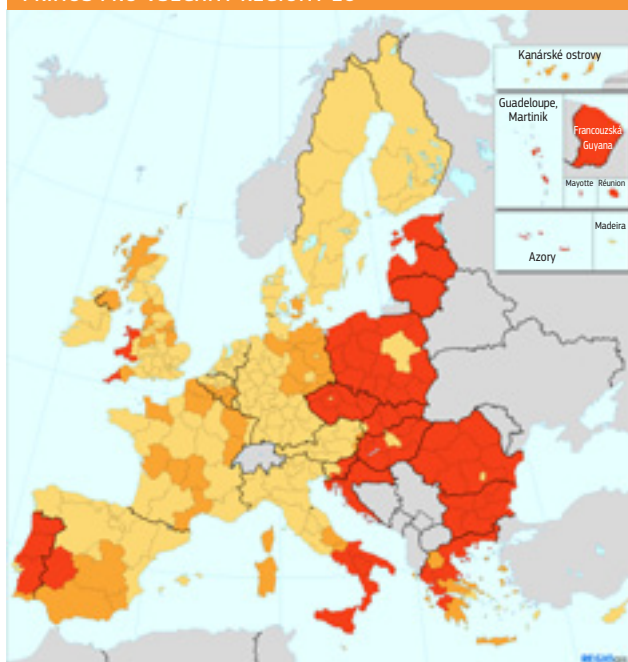 Kanárské ostrovy
Guadeloupe,
Martinik
Francouzská
Guyana
Mayotte
Réunion
Madeira
Azory